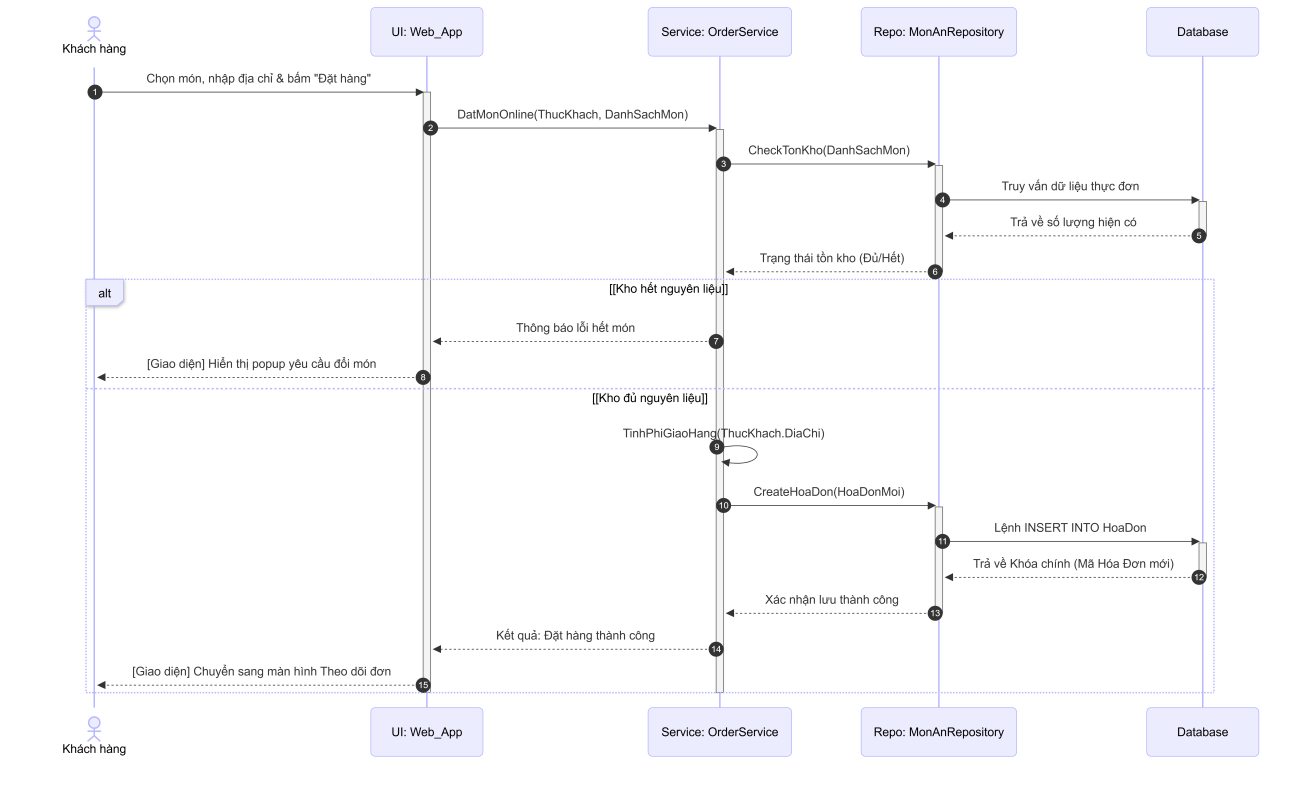 Khách hàng
UI: Web_App
Service: OrderService
Repo: MonAnRepository
Database
Chọn món, nhập địa chỉ & bấm "Đặt hàng"
1
DatMonOnline(ThucKhach, DanhSachMon)
2
CheckTonKho(DanhSachMon)
3
Truy vấn dữ liệu thực đơn
4
Trả về số lượng hiện có
5
Trạng thái tồn kho (Đủ/Hết)
6
alt
[[Kho hết nguyên liệu]]
Thông báo lỗi hết món
7
[Giao diện] Hiển thị popup yêu cầu đổi món
8
[[Kho đủ nguyên liệu]]
TinhPhiGiaoHang(ThucKhach.DiaChi)
9
CreateHoaDon(HoaDonMoi)
10
Lệnh INSERT INTO HoaDon
11
Trả về Khóa chính (Mã Hóa Đơn mới)
12
Xác nhận lưu thành công
13
Kết quả: Đặt hàng thành công
14
[Giao diện] Chuyển sang màn hình Theo dõi đơn
15
Khách hàng
UI: Web_App
Service: OrderService
Repo: MonAnRepository
Database